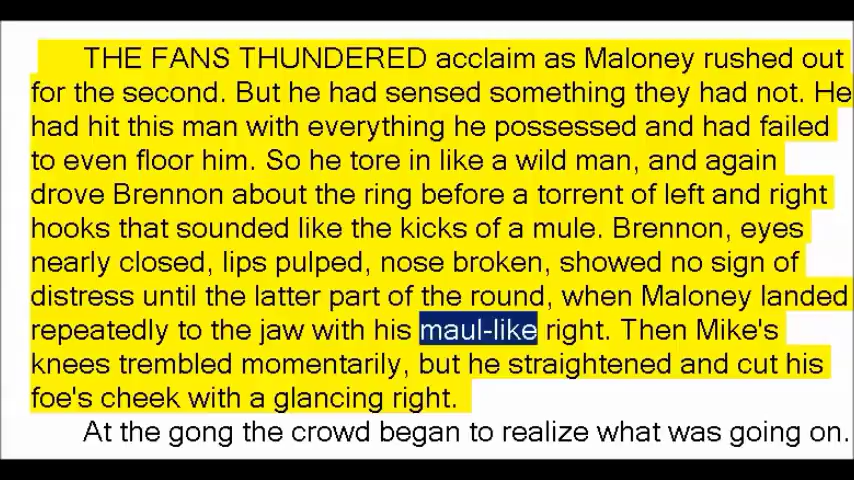 THE FANS THUNDERED acclaim as Maloney rushed out
for the second. But he had sensed something they had not. He
had hit this man with everything he possessed and had failed
to even floor him. So he tore in like a wild man, and again
drove Brennon about the ring before a torrent of left and right
hooks that sounded like the kicks of a mule. Brennon, eyes
nearly closed, lips pulped, nose broken, showed no sign of
distress until the latter part of the round, when Maloney landed
repeatedly to the jaw with his maul-like right. Then Mike's
knees trembled momentarily, but he straightened and cut his
foe's cheek with a glancing right.
At the gong the crowd began to realize what was going on.